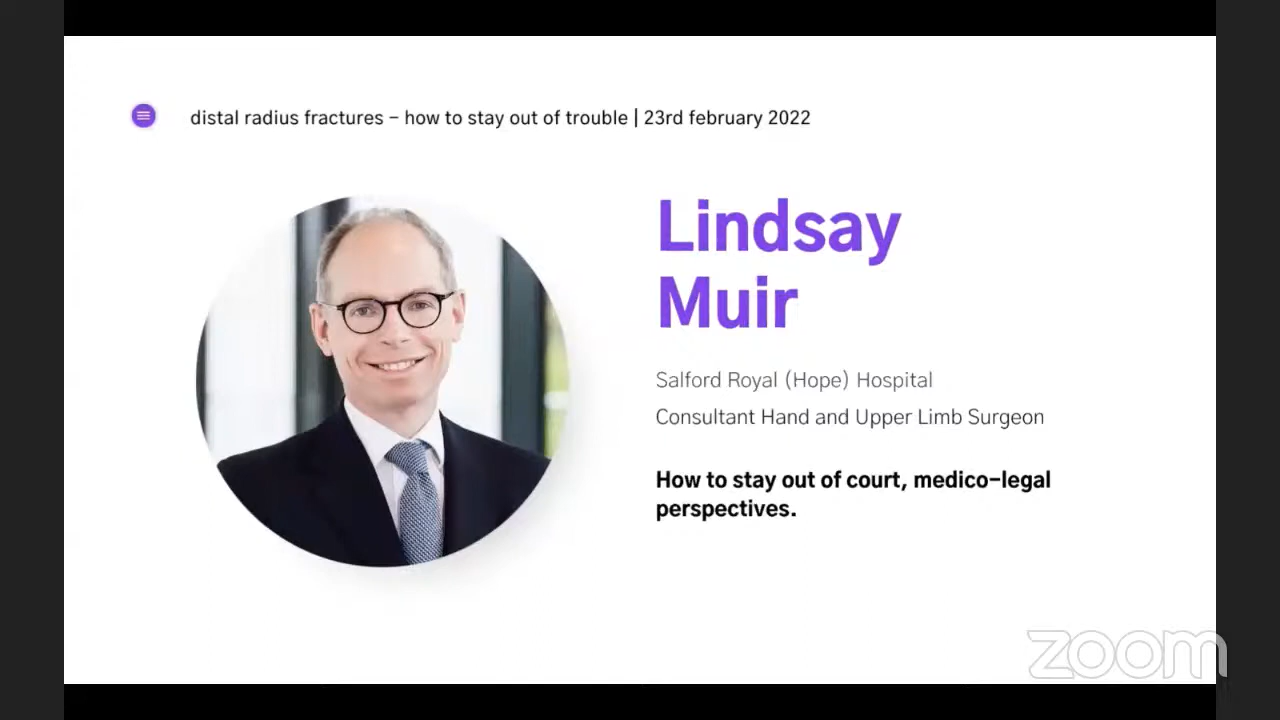 distal radius fractures – how to stay out of trouble | 23rd february 2022
Lindsay
Muir
Salford Royal (Hope) Hospital
Consultant Hand and Upper Limb Surgeon
How to stay out of court, medico-legal
perspectives.
zoom